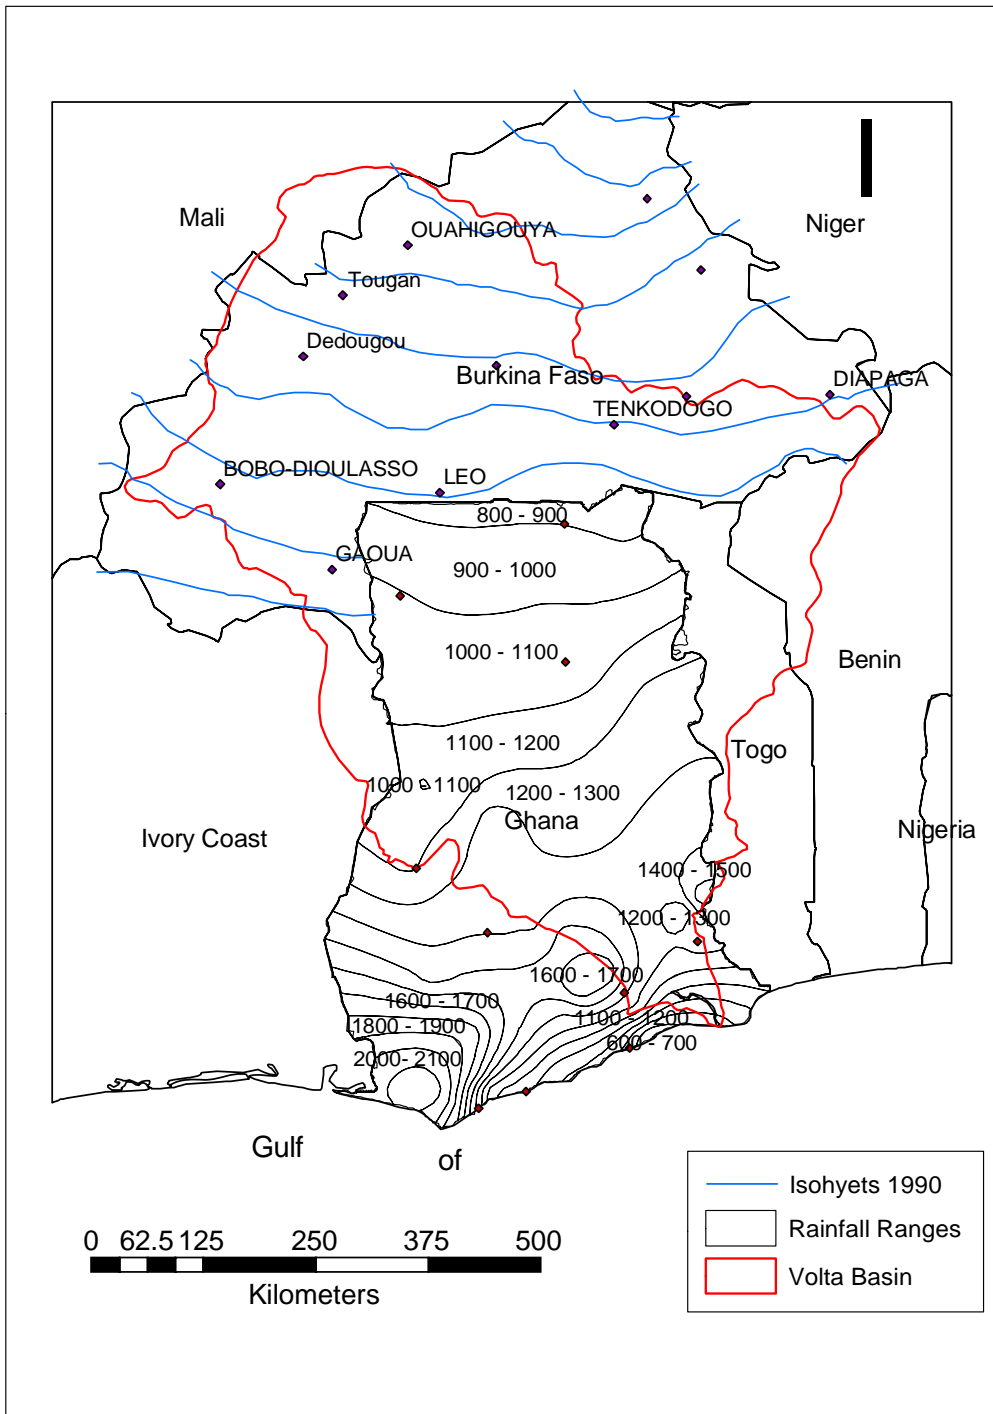 Mali
Niger
OUAHIGOUYA
Tougan
Dedougou
Burkina Faso
DIAPAGA
TENKODOGO
BOBO-DIOULASSO
LEO
800 - 900
GAOUA
900 - 1000
1000 - 1100
Benin
1100 - 1200
Togo
1000 - 1100
1200 - 1300
Ghana
Ivory Coast
Nigeria
1400 - 1500
1200 - 1300
1600 - 1700
1600 - 1700
1100 - 1200
1800 - 1900
600 - 700
2000 - 2100
Gulf of
Isohyets 1990
Rainfall Ranges
Volta Basin
0 62.5 125 250 375 500
Kilometers